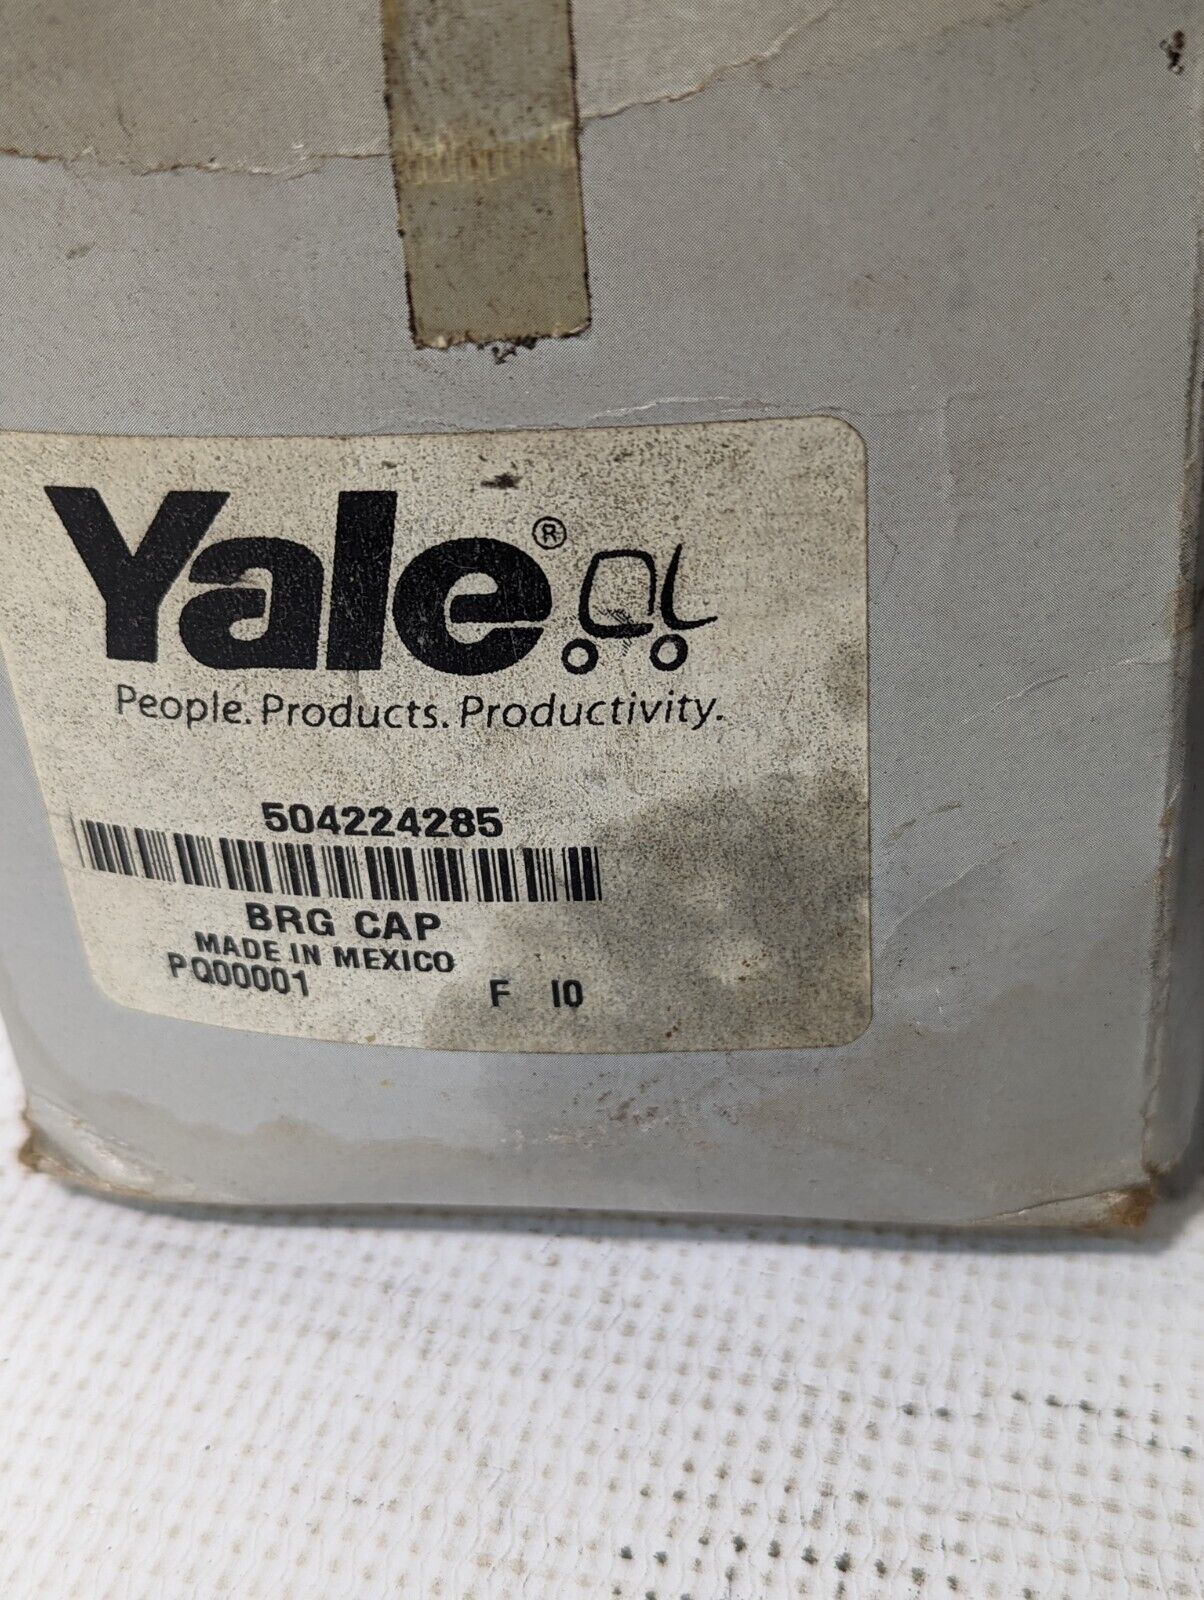 Yale®
People. Products. Productivity.
504224285
BRG CAP
MADE IN MEXICO
PQ00001
F 10